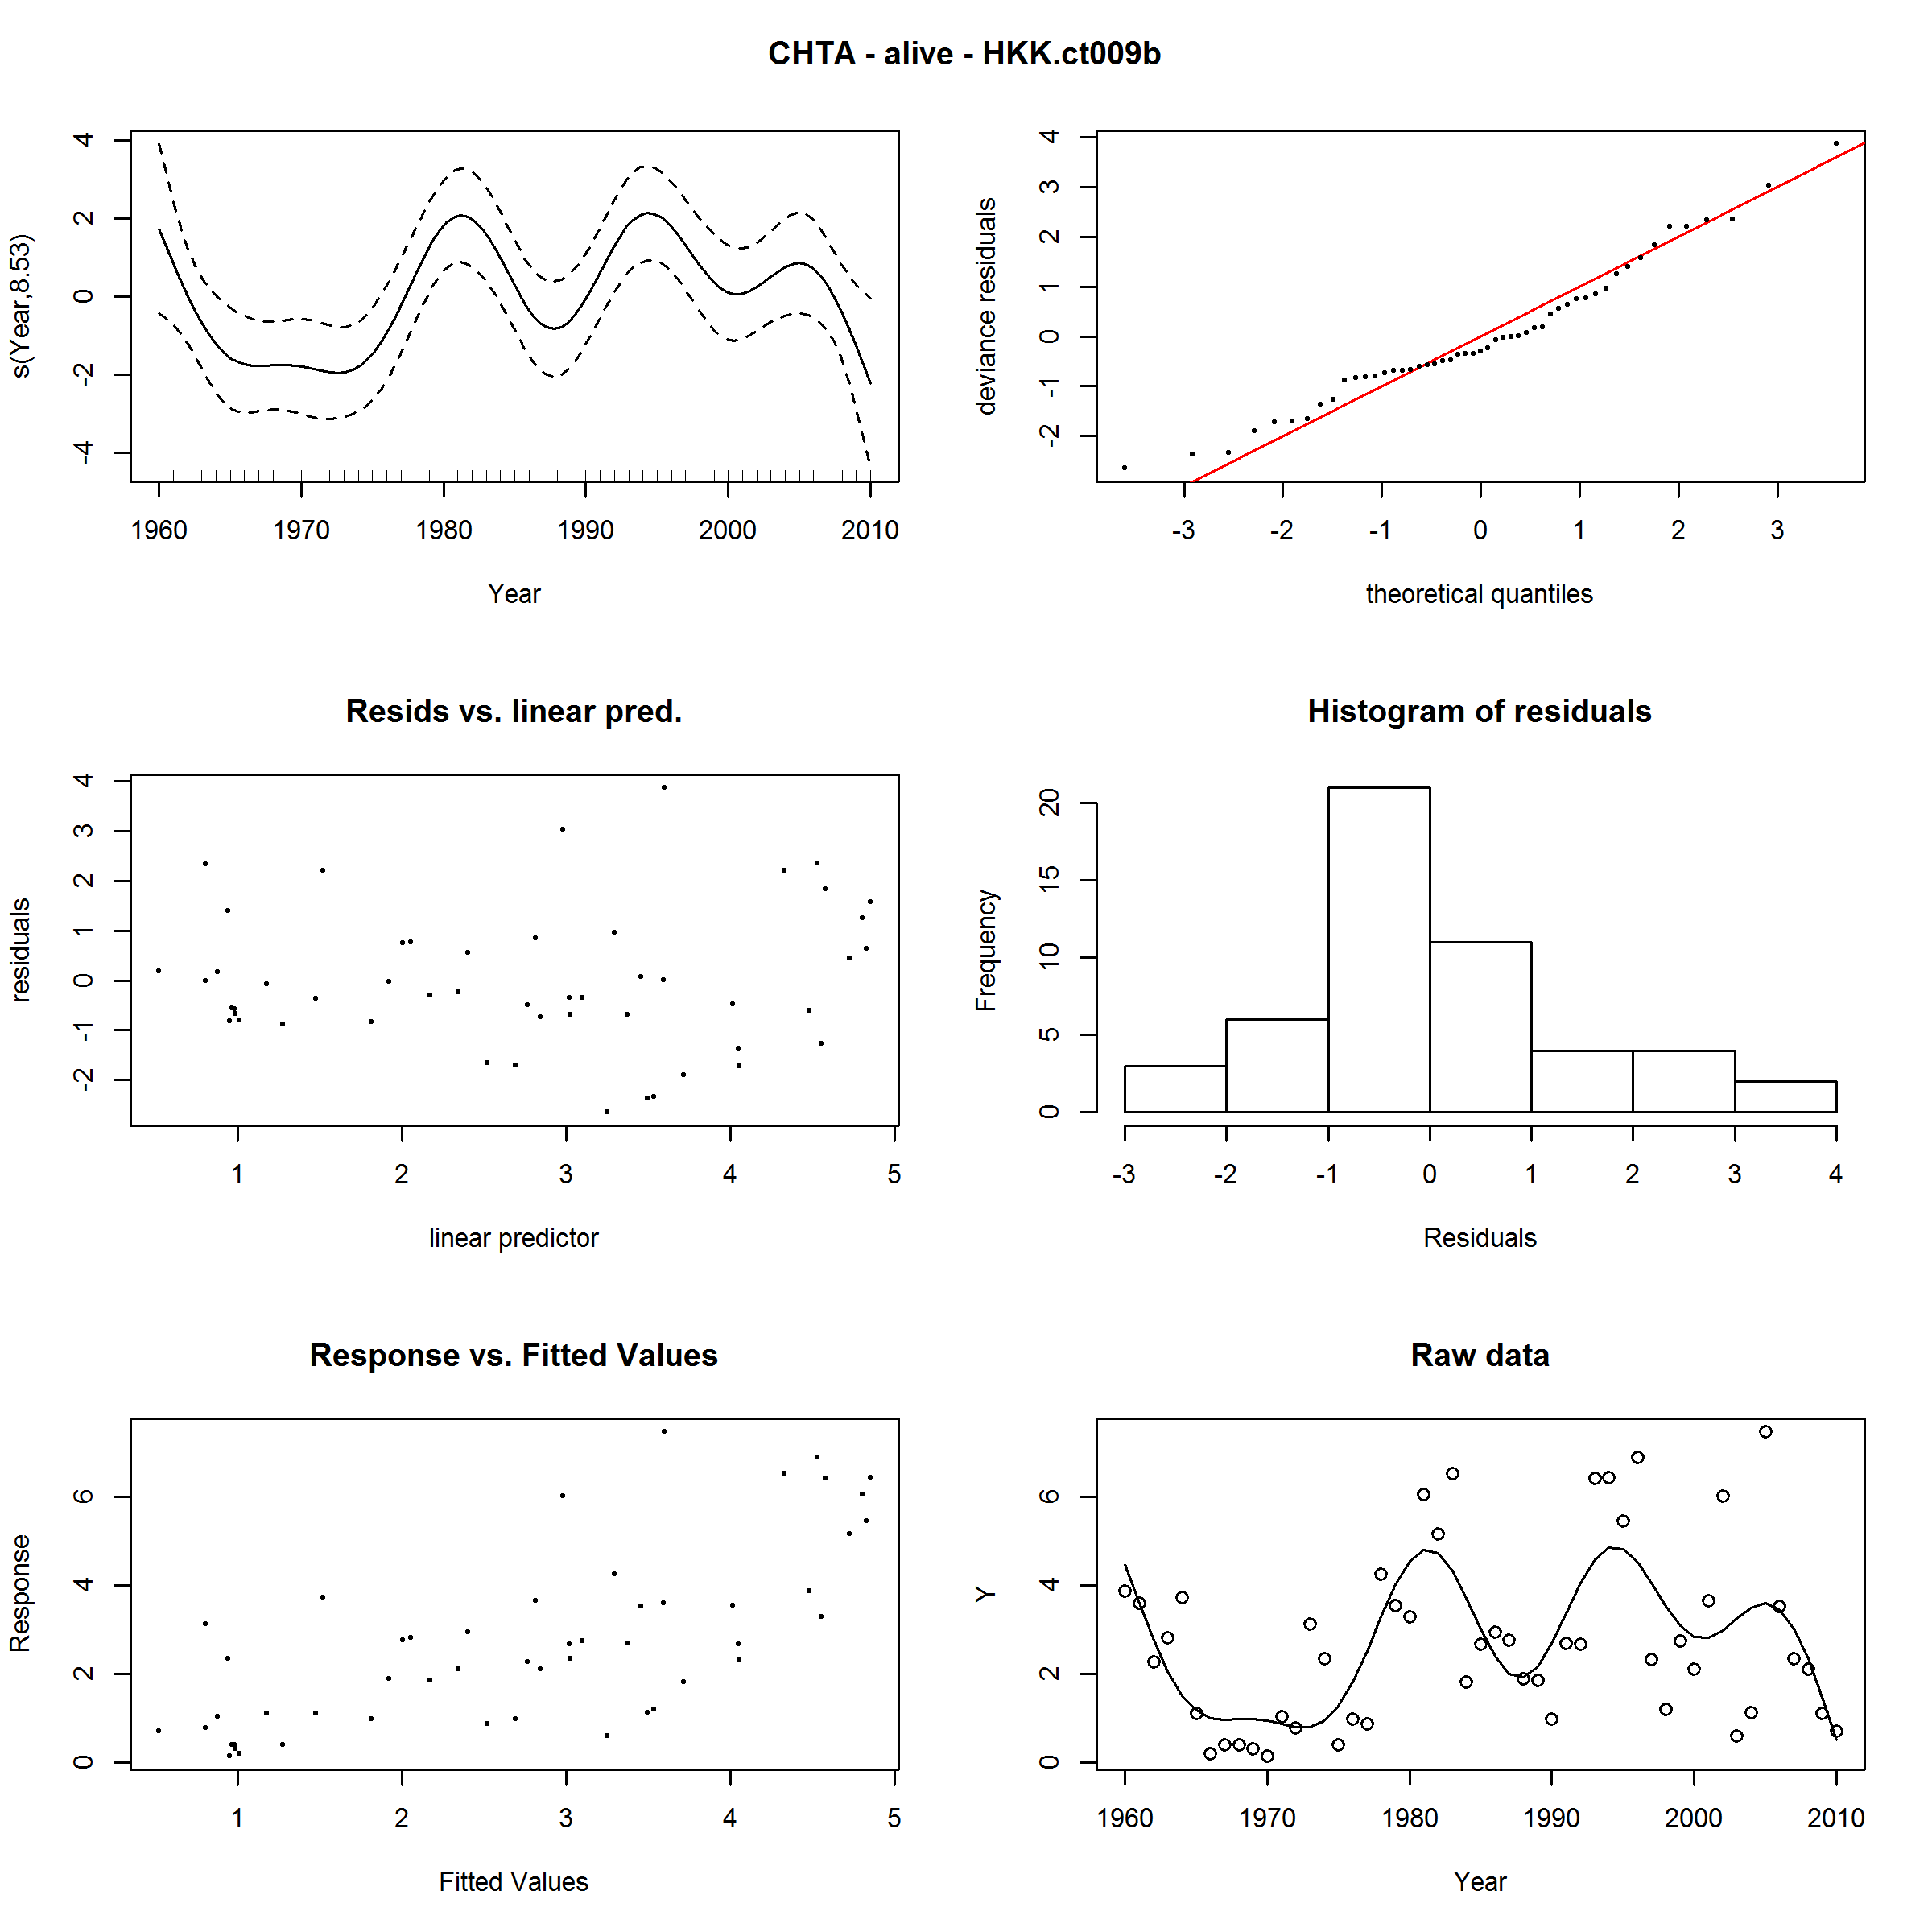 CHTA - alive - HKK.ct009b
s(Year,8.53)
4
2
0
-2
-4
1960 1970 1980 1990 2000 2010
Year
deviance residuals
4
3
2
1
0
-1
-2
-3 -2 -1 0 1 2 3
theoretical quantiles
Resids vs. linear pred.
residuals
4
3
2
1
0
-1
-2
1 2 3 4 5
linear predictor
Histogram of residuals
Frequency
20
15
10
5
0
-3 -2 -1 0 1 2 3 4
Residuals
Response vs. Fitted Values
Response
6
4
2
0
1 2 3 4 5
Fitted Values
Raw data
Y
6
4
2
0
1960 1970 1980 1990 2000 2010
Year